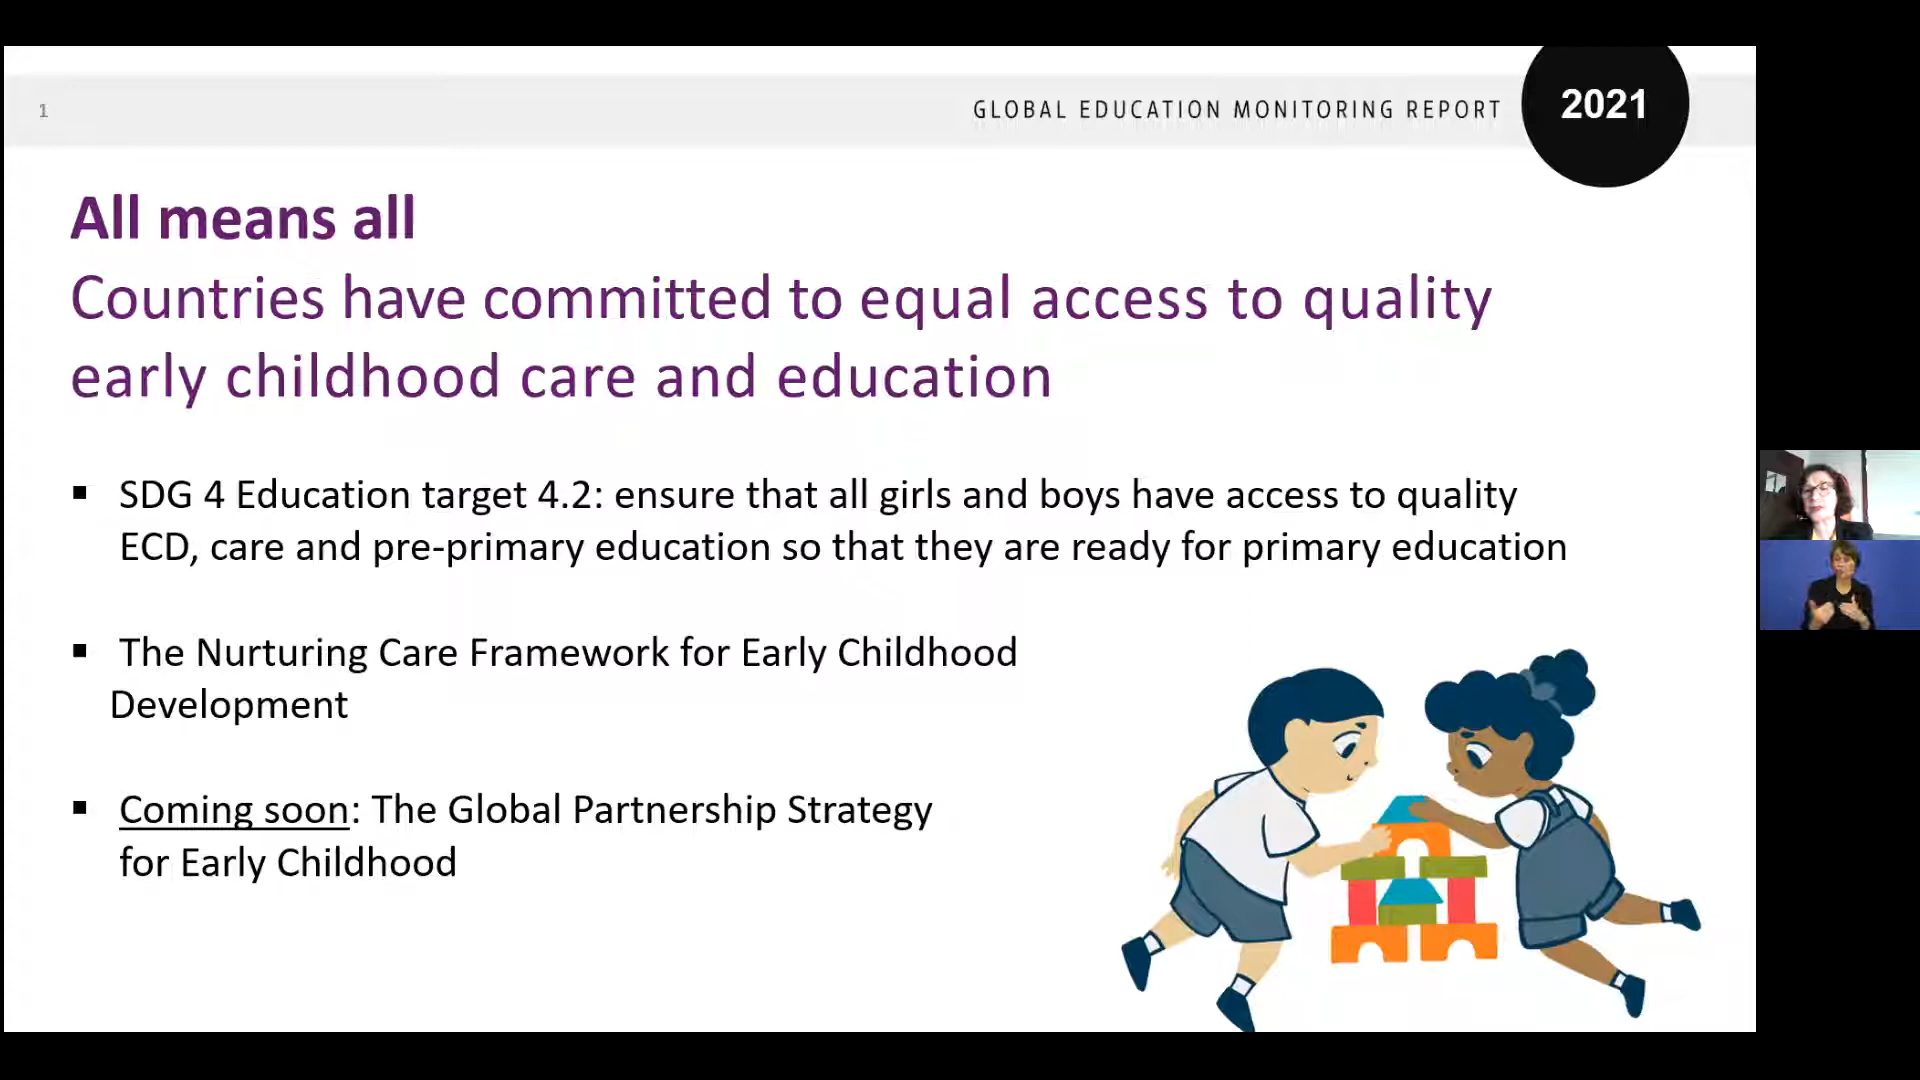 1
GLOBAL EDUCATION MONITORING REPORT
2021
All means all
Countries have committed to equal access to quality
early childhood care and education
▪ SDG 4 Education target 4.2: ensure that all girls and boys have access to quality
ECD, care and pre-primary education so that they are ready for primary education
▪ The Nurturing Care Framework for Early Childhood
Development
▪ Coming soon: The Global Partnership Strategy
for Early Childhood